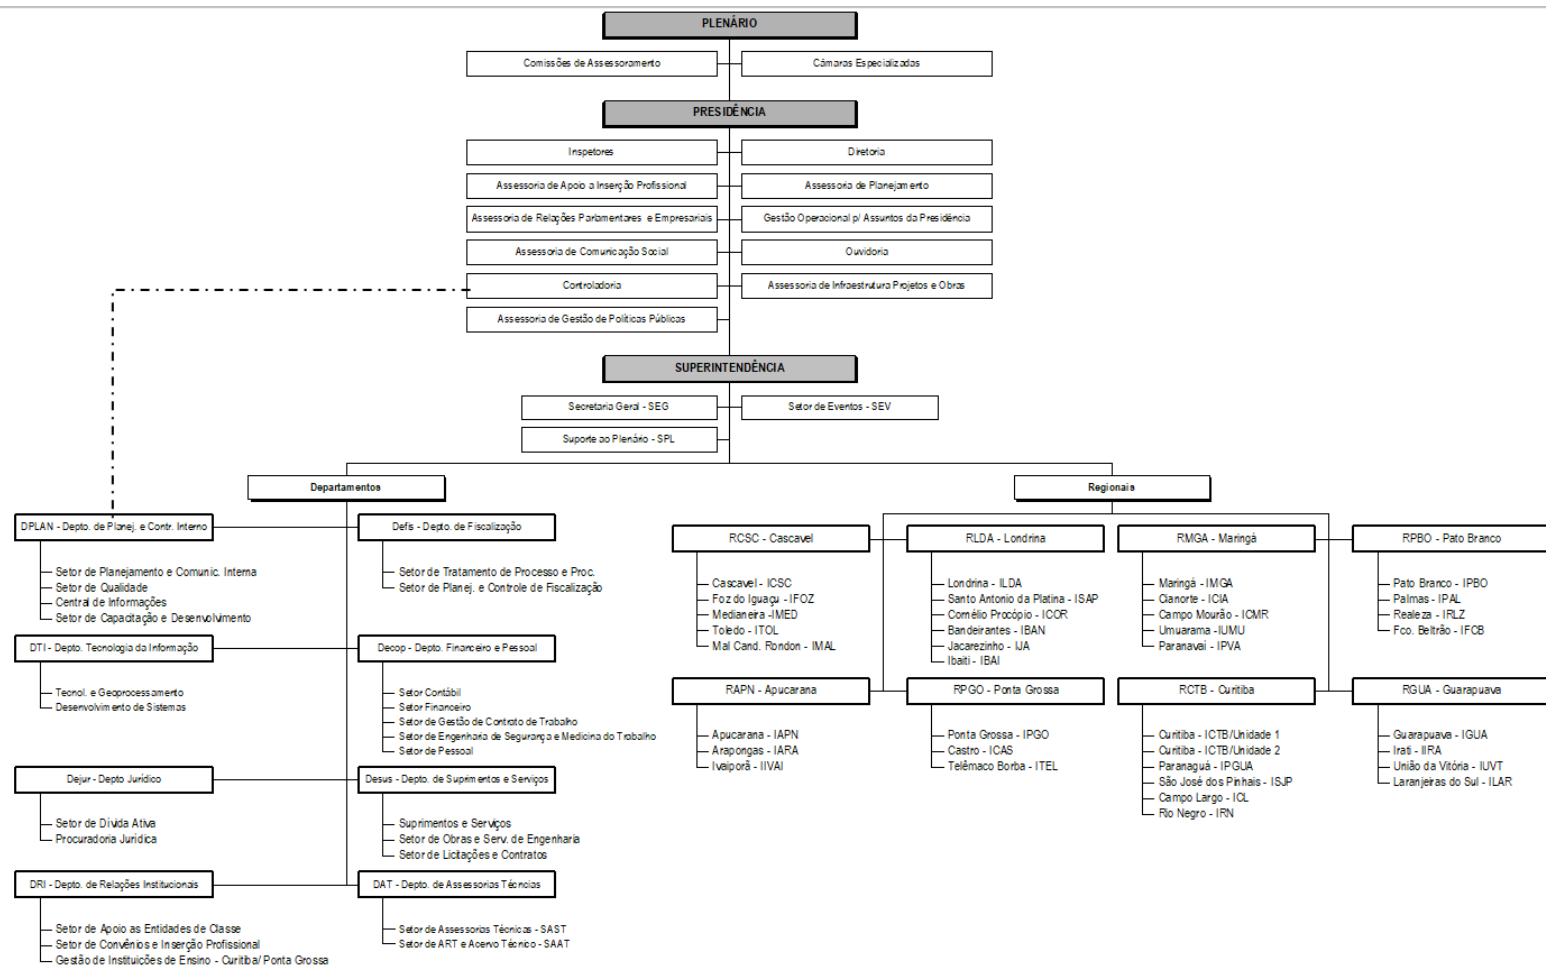 PLENÁRIO
Comissões de Assessoramento
Câmaras Especializadas
PRESIDÊNCIA
Inspetores
Diretoria
Assessoria de Apoio a Inserção Profissional
Assessoria de Planejamento
Assessoria de Relações Parlamentares e Empresariais
Gestão Operacional p/ Assuntos da Presidência
Assessoria de Comunicação Social
Ouvidoria
Controladoria
Assessoria de Infraestrutura Projetos e Obras
Assessoria de Gestão de Políticas Públicas
SUPERINTENDÊNCIA
Secretaria Geral - SEG
Setor de Eventos - SEV
Suporte ao Plenário - SPL
Departamentos
DPLAN - Depto. de Planej. e Contr. Interno
Setor de Planejamento e Comunic. Interna
Setor de Qualidade
Central de Informações
Setor de Capacitação e Desenvolvimento
Defis - Depto. de Fiscalização
Setor de Tratamento de Processo e Proc.
Setor de Planej. e Controle de Fiscalização
DTI - Depto. Tecnologia da Informação
Tecnol. e Geoprocessamento
Desenvolvimento de Sistemas
Decop - Depto. Financeiro e Pessoal
Setor Contábil
Setor Financeiro
Setor de Gestão de Contrato de Trabalho
Setor de Engenharia de Segurança e Medicina do Trabalho
Setor de Pessoal
Dejur - Depto Jurídico
Setor de Dívida Ativa
Procuradoria Jurídica
Desus - Depto. de Suprimentos e Serviços
Suprimentos e Serviços
Setor de Obras e Serv. de Engenharia
Setor de Licitações e Contratos
DRI - Depto. de Relações Institucionais
Setor de Apoio as Entidades de Classe
Setor de Convênios e Inserção Profissional
Gestão de Instituições de Ensino - Curitiba/ Ponta Grossa
DAT - Depto. de Assessorias Técnicas
Setor de Assessorias Técnicas - SAST
Setor de ART e Acervo Técnico - SAAT
Regionais
RCSC - Cascavel
Cascavel - ICSC
Foz do Iguaçu - IFOZ
Medianeira -IMED
Toledo - ITOL
Mal Cand. Rondon - IMAL
RLDA - Londrina
Londrina - ILDA
Santo Antonio da Platina - ISAP
Cornélio Procópio - ICOR
Bandeirantes - IBAN
Jacarezinho - IJA
Ibaiti - IBAI
RMGA - Maringá
Maringá - IMGA
Cianorte - ICIA
Campo Mourão - ICMR
Umuarama -IUMU
Paranavaí - IPVA
RPBO - Pato Branco
Pato Branco - IPBO
Palmas - IPAL
Realeza - IRLZ
Fco. Beltrão - IFCB
RAPN - Apucarana
Apucarana - IAPN
Arapongas - IARA
Ivaiporã - IIVAI
RPGO - Ponta Grossa
Ponta Grossa - IPGO
Castro - ICAS
Telêmaco Borba - ITEL
RCTB - Curitiba
Curitiba - ICTB/Unidade 1
Curitiba - ICTB/Unidade 2
Paranaguá - IPGUA
São José dos Pinhais - ISJP
Campo Largo - ICL
Rio Negro - IRN
RGUA - Guarapuava
Guarapuava - IGUA
Irati - IIRA
União da Vitória - IUVT
Laranjeiras do Sul - ILAR